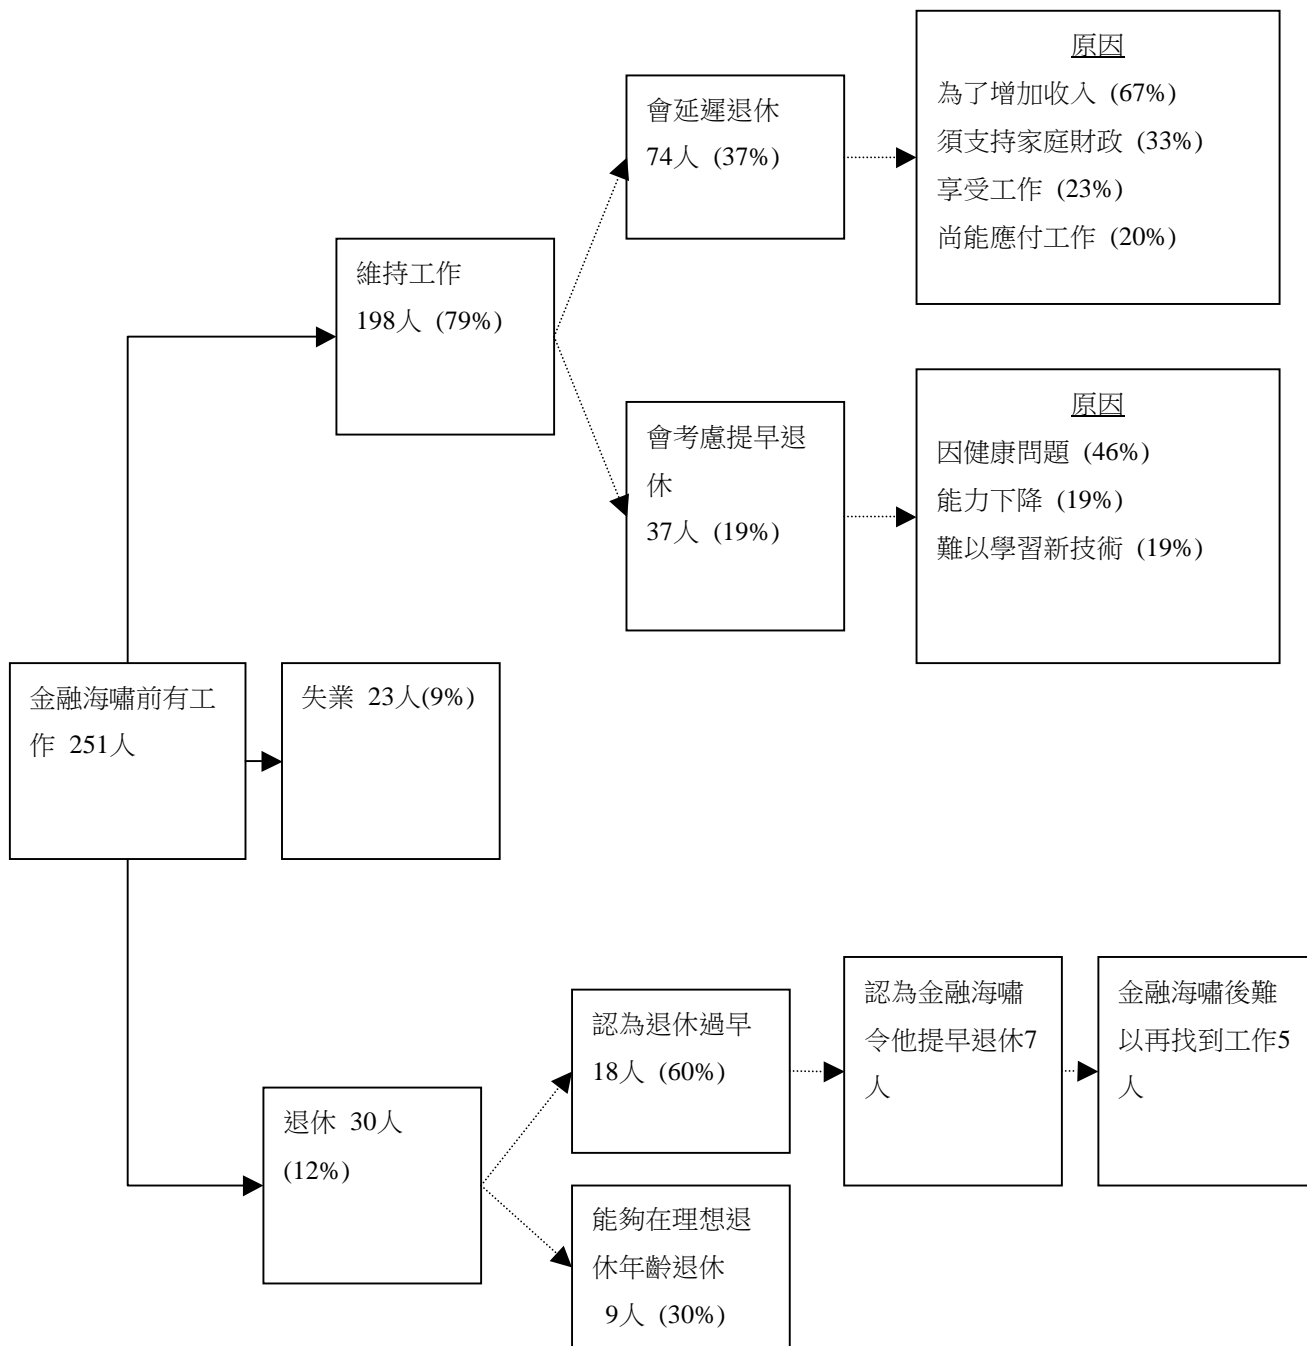 原因
為了增加收入 (67%)
須支持家庭財政 (33%)
享受工作 (23%)
尚能應付工作 (20%)
會延遲退休
74人 (37%)
維持工作
198人 (79%)
會考慮提早退
休
37人 (19%)
原因
因健康問題 (46%)
能力下降 (19%)
難以學習新技術 (19%)
金融海嘯前有工
作 251人
失業 23人(9%)
退休 30人
(12%)
認為退休過早
18人 (60%)
認為金融海嘯
令他提早退休7
人
金融海嘯後難
以再找到工作5
人
能夠在理想退
休年齡退休
9人 (30%)